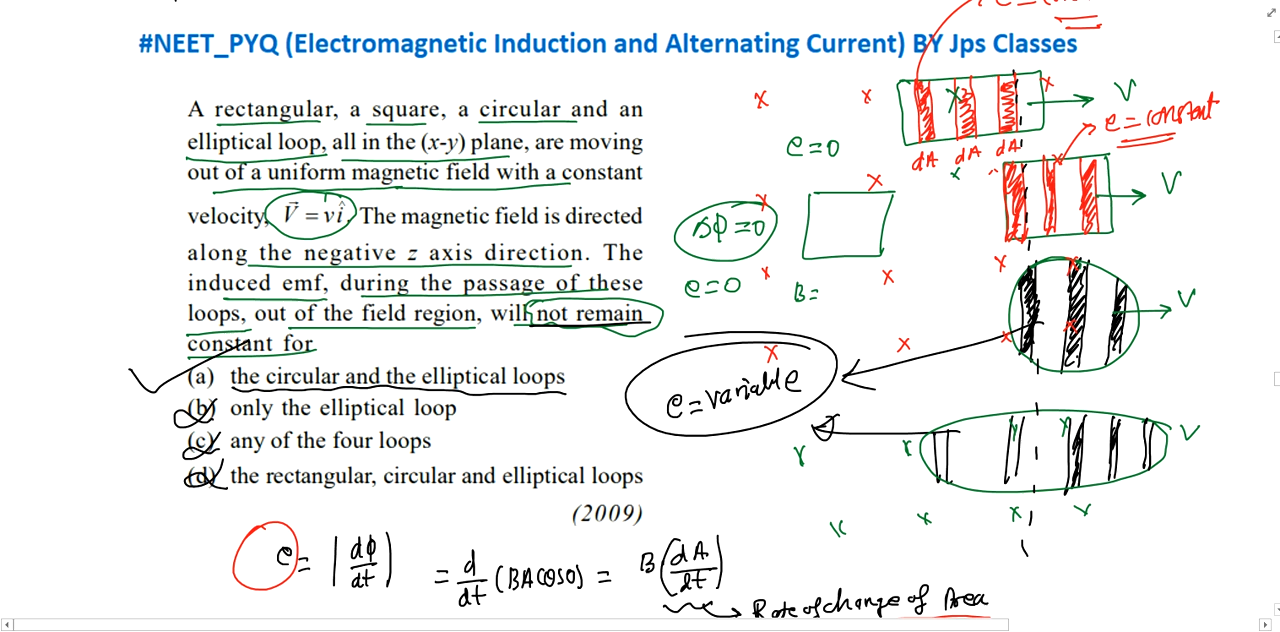 #NEET_PYQ (Electromagnetic Induction and Alternating Current) BY Jps Classes
A rectangular, a square, a circular and an
elliptical loop, all in the (x-y) plane, are moving
out of a uniform magnetic field with a constant
velocity, V⃗ = vî. The magnetic field is directed
along the negative z axis direction. The
induced emf, during the passage of these
loops, out of the field region, will not remain
constant for
(a) the circular and the elliptical loops
(b) only the elliptical loop
(c) any of the four loops
(d) the rectangular, circular and elliptical loops
(2009)
e = |dϕ/dt| = d/dt (BA cos0) = B (dA/dt)
Rate of change of Area
x x x
V
e = constant
e = 0
dA dA dA
x x
V
Δϕ = 0
e = 0
B =
x x x
V
x x x
e = variable
V
x x x x